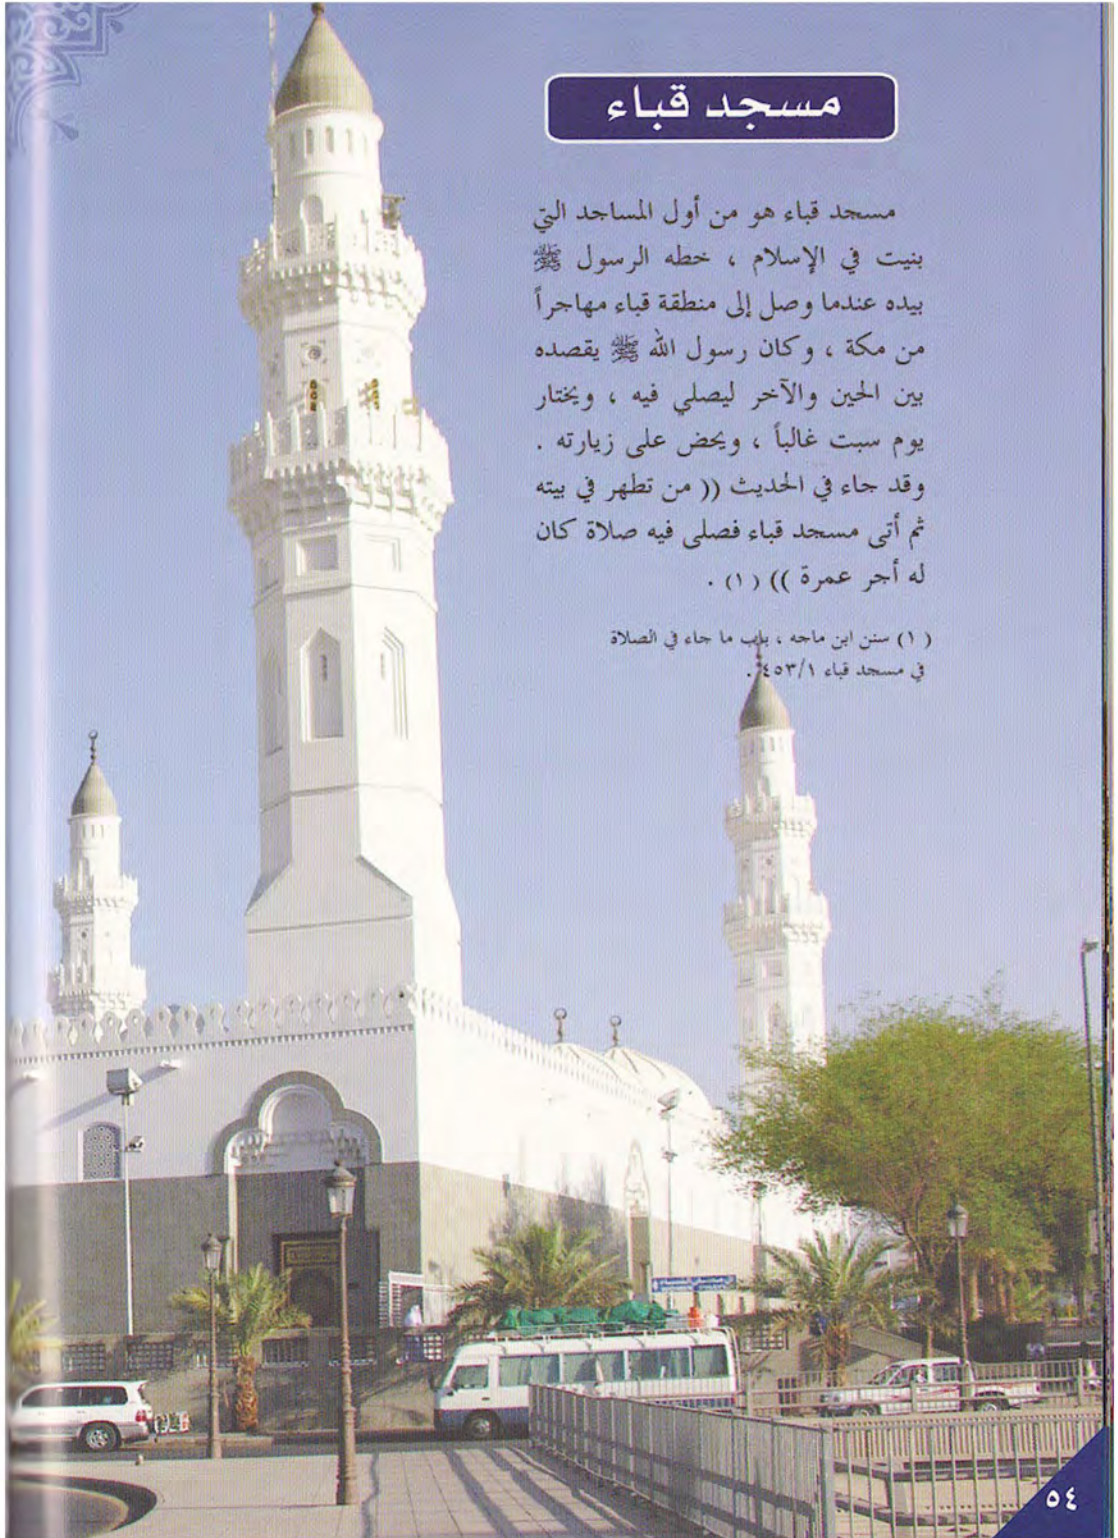 مسجد قباء
مسجد قباء هو من أول المساجد التي
بنيت في الإسلام ، خطه الرسول ﷺ
بيده عندما وصل إلى منطقة قباء مهاجراً
من مكة ، وكان رسول الله ﷺ يقصده
بين الحين والآخر ليصلي فيه ، ويختار
يوم سبت غالباً ، ويحض على زيارته .
وقد جاء في الحديث (( من تطهر في بيته
ثم أتى مسجد قباء فصلى فيه صلاة كان
له أجر عمرة )) (١) .
( ١) سنن ابن ماجه ، باب ما جاء في الصلاة
في مسجد قباء ٤٥٣/١ .
٥٤